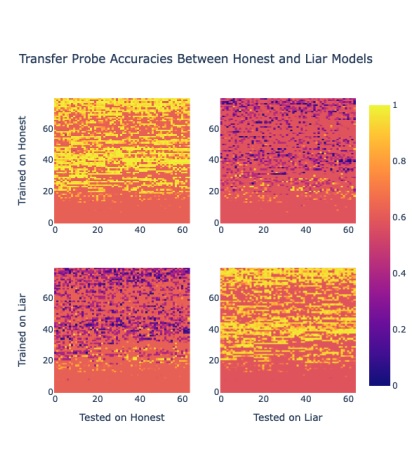 Transfer Probe Accuracies Between Honest and Liar Models
Trained on Honest
60
40
20
0
0 20 40 60
60
40
20
0
0 20 40 60
1
0.8
0.6
0.4
0.2
0
Trained on Liar
60
40
20
0
0 20 40 60
Tested on Honest
60
40
20
0
0 20 40 60
Tested on Liar